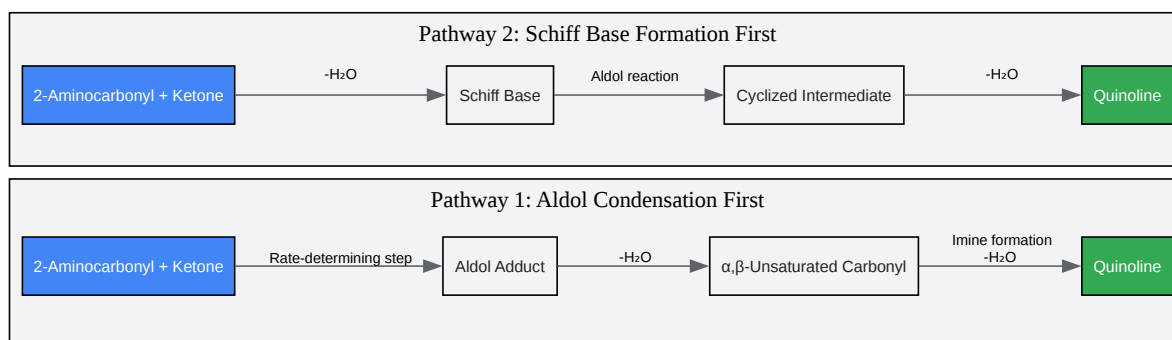 Pathway 2: Schiff Base Formation First
2-Aminocarbonyl + Ketone
-H₂O
Schiff Base
Aldol reaction
Cyclized Intermediate
-H₂O
Quinoline
Pathway 1: Aldol Condensation First
2-Aminocarbonyl + Ketone
Rate-determining step
Aldol Adduct
-H₂O
α,β-Unsaturated Carbonyl
Imine formation
-H₂O
Quinoline